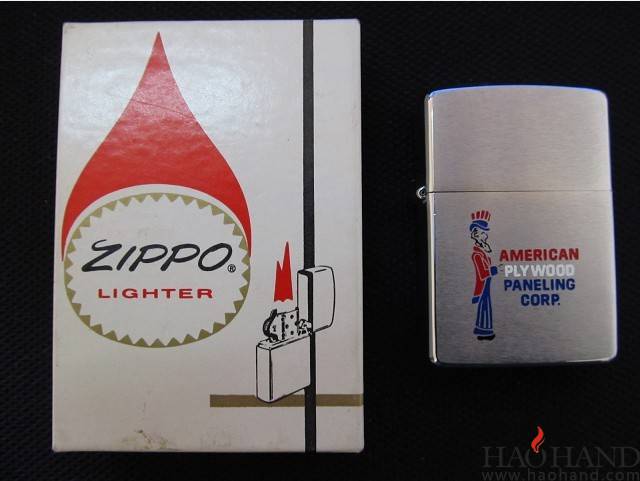 ZIPPO®
LIGHTER
AMERICAN
PLYWOOD
PANELING
CORP.
HAOHAND
www.haohand.com